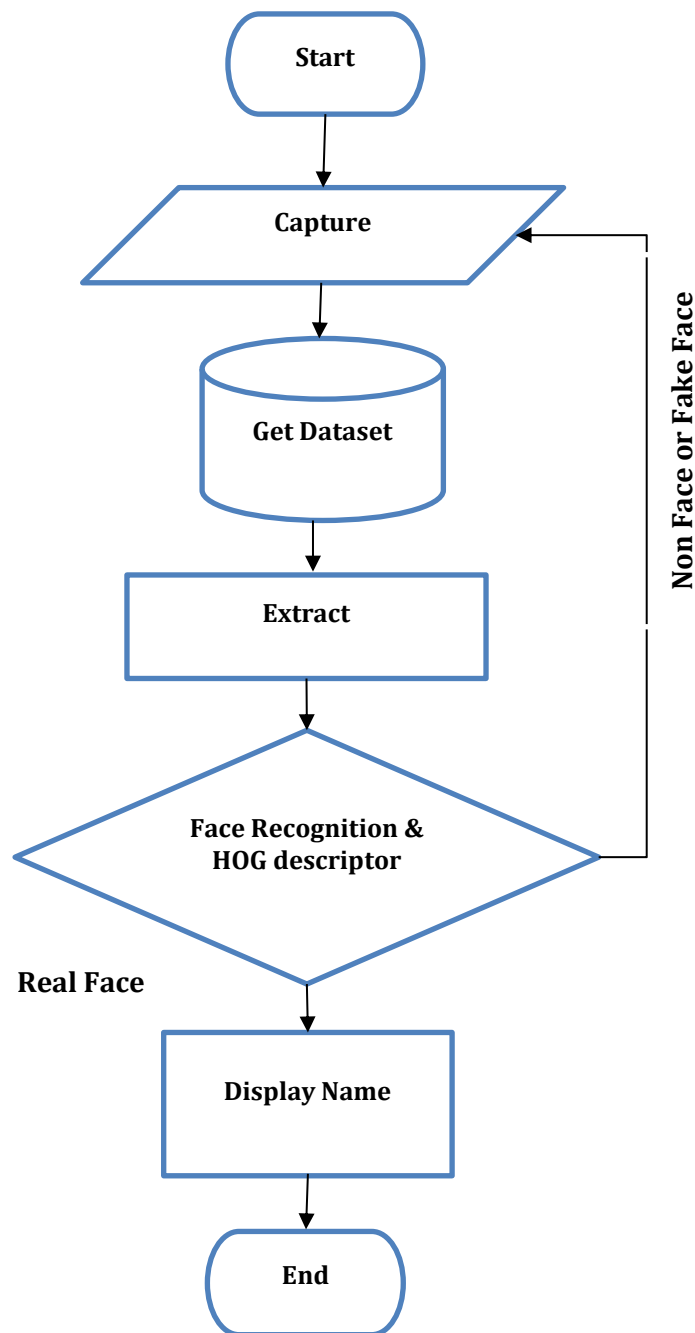 Start
Capture
Non Face or Fake Face
Get Dataset
Extract
Face Recognition &
HOG descriptor
Real Face
Display Name
End